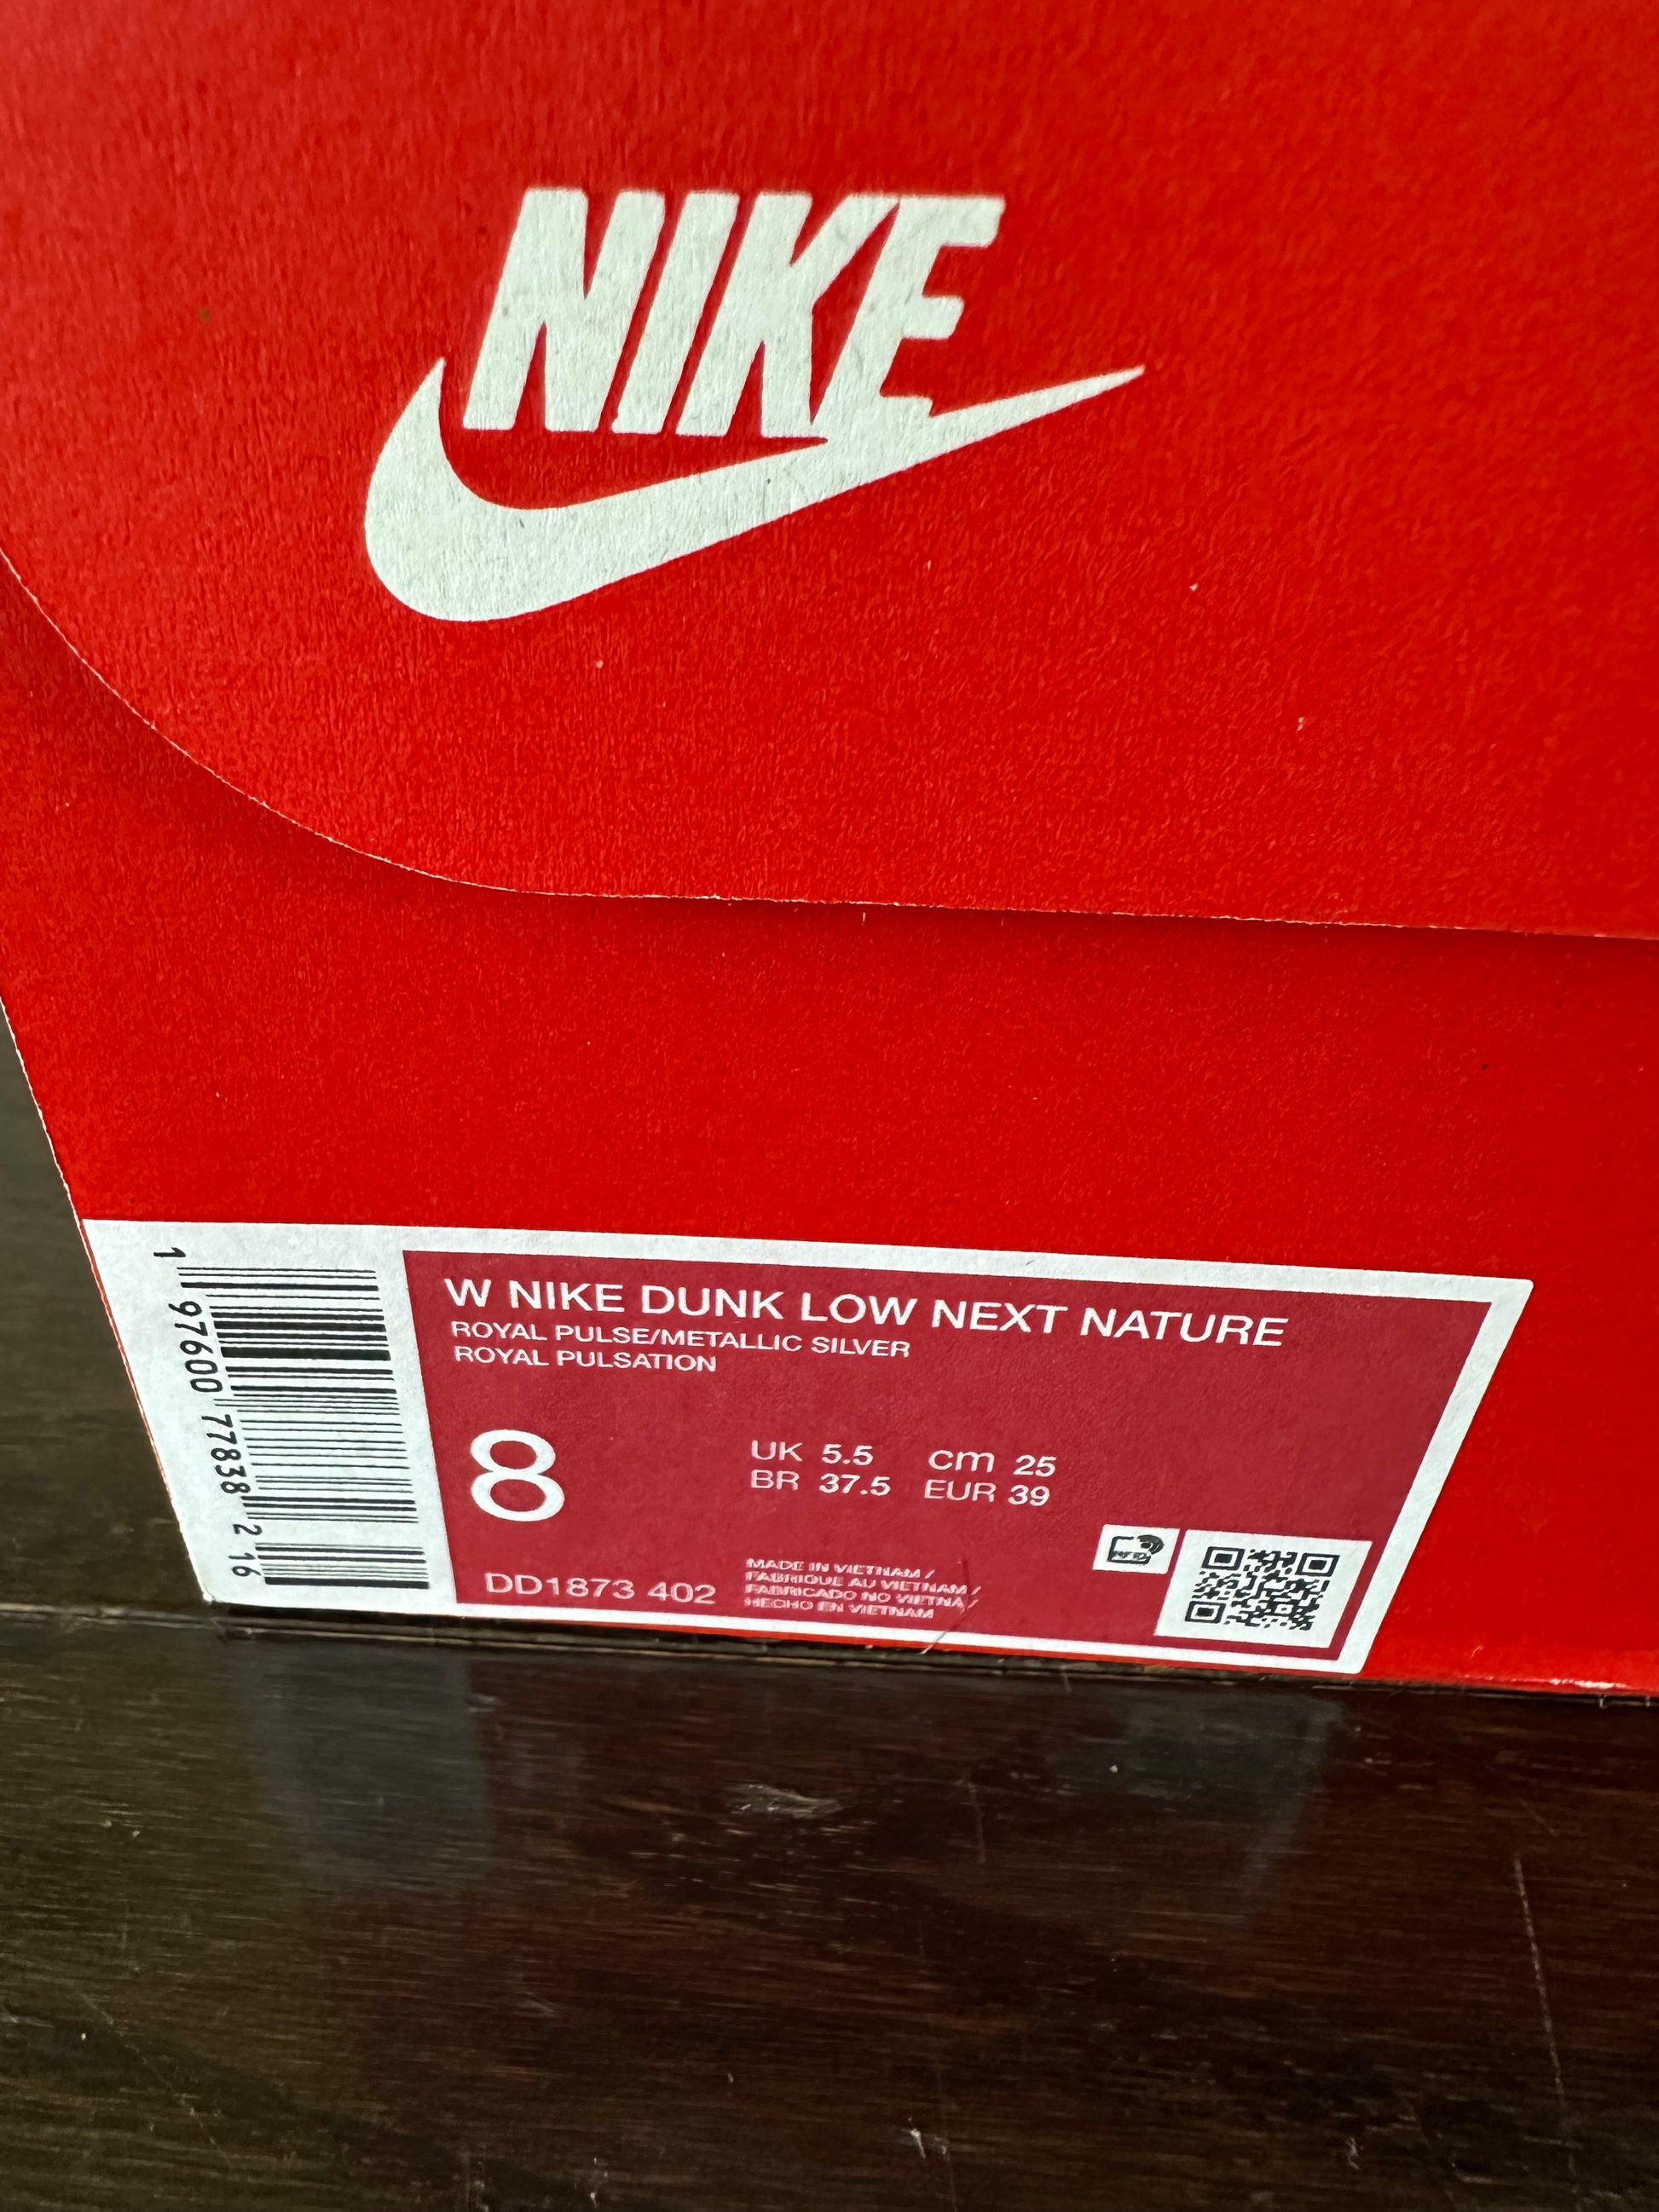 NIKE
W NIKE DUNK LOW NEXT NATURE
ROYAL PULSE/METALLIC SILVER
ROYAL PULSATION
8
UK 5.5 cm 25
BR 37.5 EUR 39
DD1873 402
MADE IN VIETNAM /
FABRIQUE AU VIETNAM /
FABRICADO NO VIETNA /
HECHO EN VIETNAM
RFID
1 97600 77838 2 16